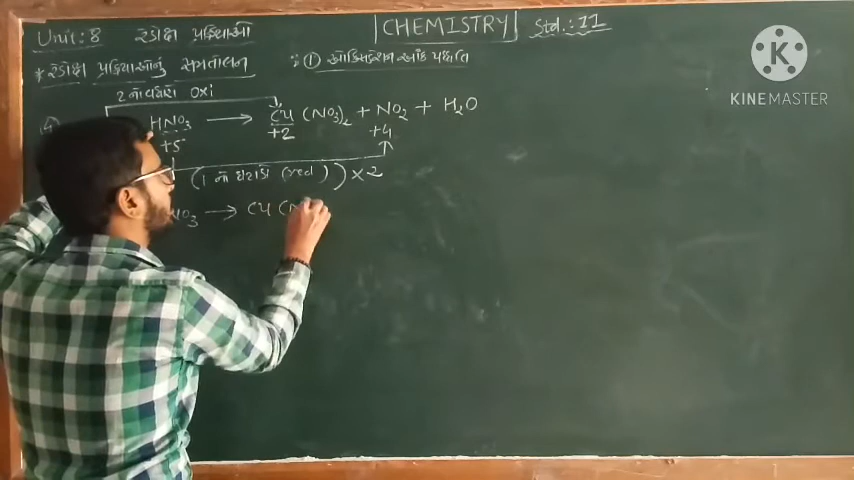 Unit : 8 રેડોક્ષ પ્રક્રિયાઓ |CHEMISTRY| Std. : 11
* રેડોક્ષ પ્રક્રિયાઓનું સમતોલન : (1) ઓક્સિડેશન આંક પદ્ધતિ
2 નો વધારો Oxi
HNO₃ ⟶ Cu (NO₃)₂ + NO₂ + H₂O
+5 +2 +4
(1 નો ઘટાડો (red)) × 2
NO₃ ⟶ Cu (N
K
KINEMASTER